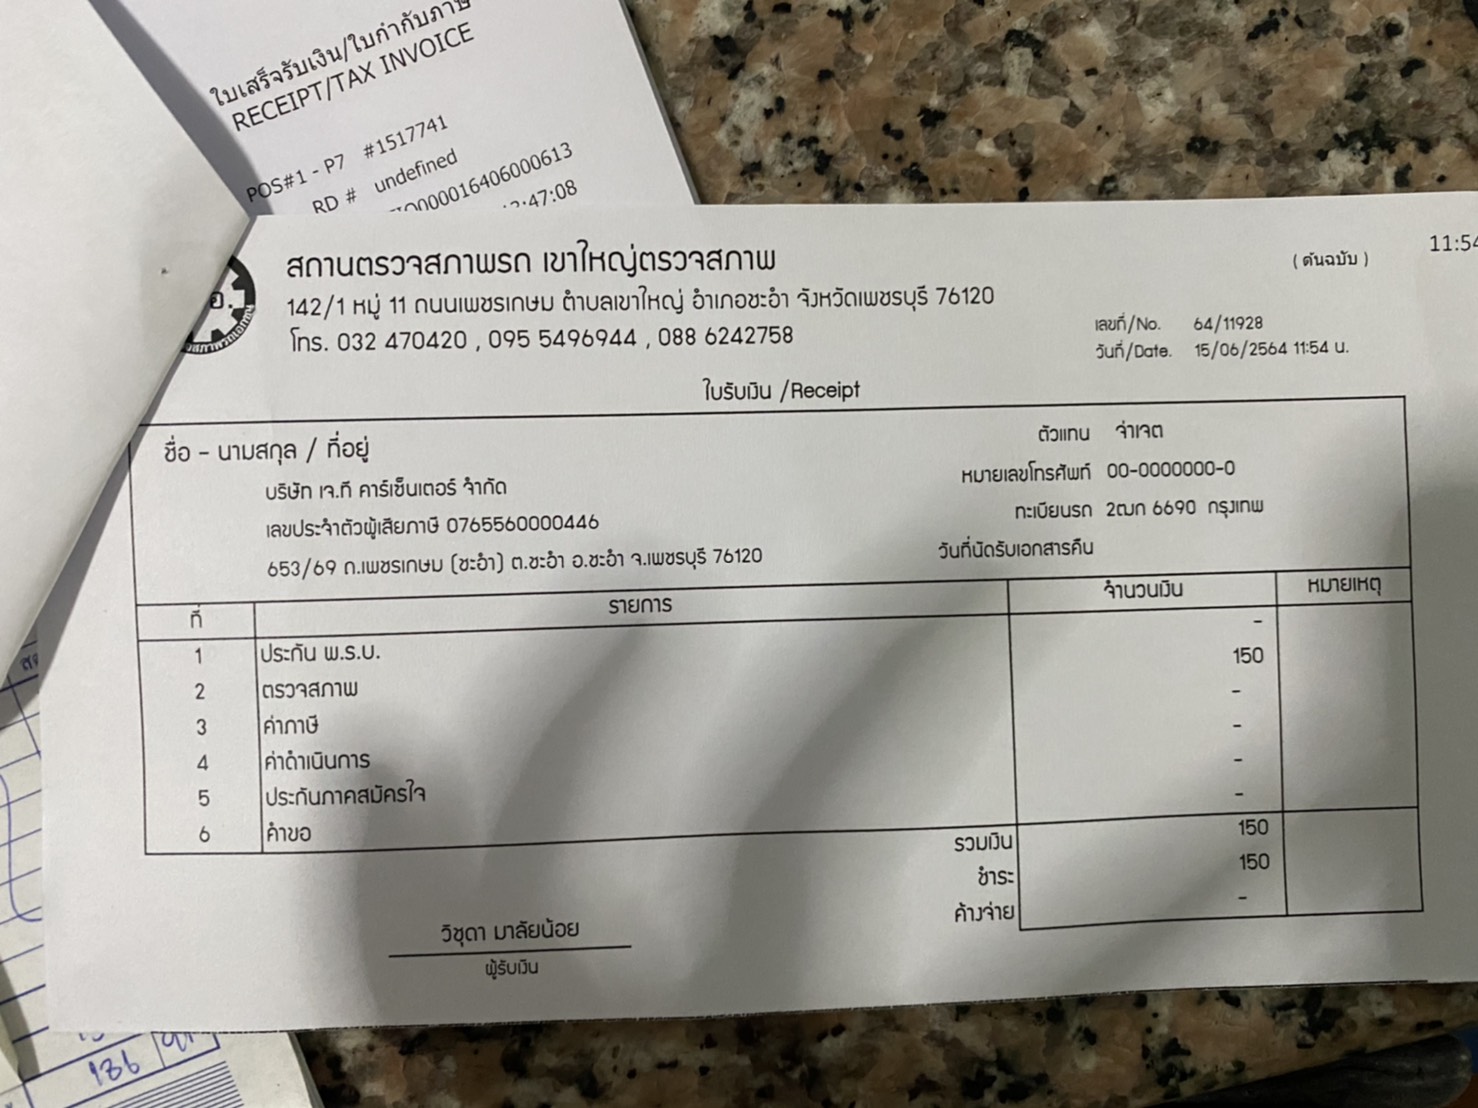 ใบเสร็จรับเงิน/ใบกำกับภาษี
RECEIPT/TAX INVOICE
POS#1 - P7 #1517741
RD # undefined
0000016406000613
:47:08
สถานตรวจสภาพรถ เขาใหญ่ตรวจสภาพ
( ต้นฉบับ )
11:54
142/1 หมู่ 11 ถนนเพชรเกษม ตำบลเขาใหญ่ อำเภอชะอำ จังหวัดเพชรบุรี 76120
โทร. 032 470420 , 095 5496944 , 088 6242758
เลขที่/No. 64/11928
วันที่/Date. 15/06/2564 11:54 น.
ใบรับเงิน /Receipt
ชื่อ - นามสกุล / ที่อยู่
ตัวแทน จ่าเจต
บริษัท เจ.ที คาร์เซ็นเตอร์ จำกัด
หมายเลขโทรศัพท์ 00-0000000-0
เลขประจำตัวผู้เสียภาษี 0765560000446
ทะเบียนรถ 2ฒก 6690 กรุงเทพ
653/69 ถ.เพชรเกษม (ชะอำ) ต.ชะอำ อ.ชะอำ จ.เพชรบุรี 76120
วันที่นัดรับเอกสารคืน
ที่ รายการ จำนวนเงิน หมายเหตุ
1 ประกัน พ.ร.บ. -
2 ตรวจสภาพ 150
3 ค่าภาษี -
4 ค่าดำเนินการ -
5 ประกันภาคสมัครใจ -
6 คำขอ -
รวมเงิน 150
ชำระ 150
ค้างจ่าย -
วิชุดา มาลัยน้อย
ผู้รับเงิน
186